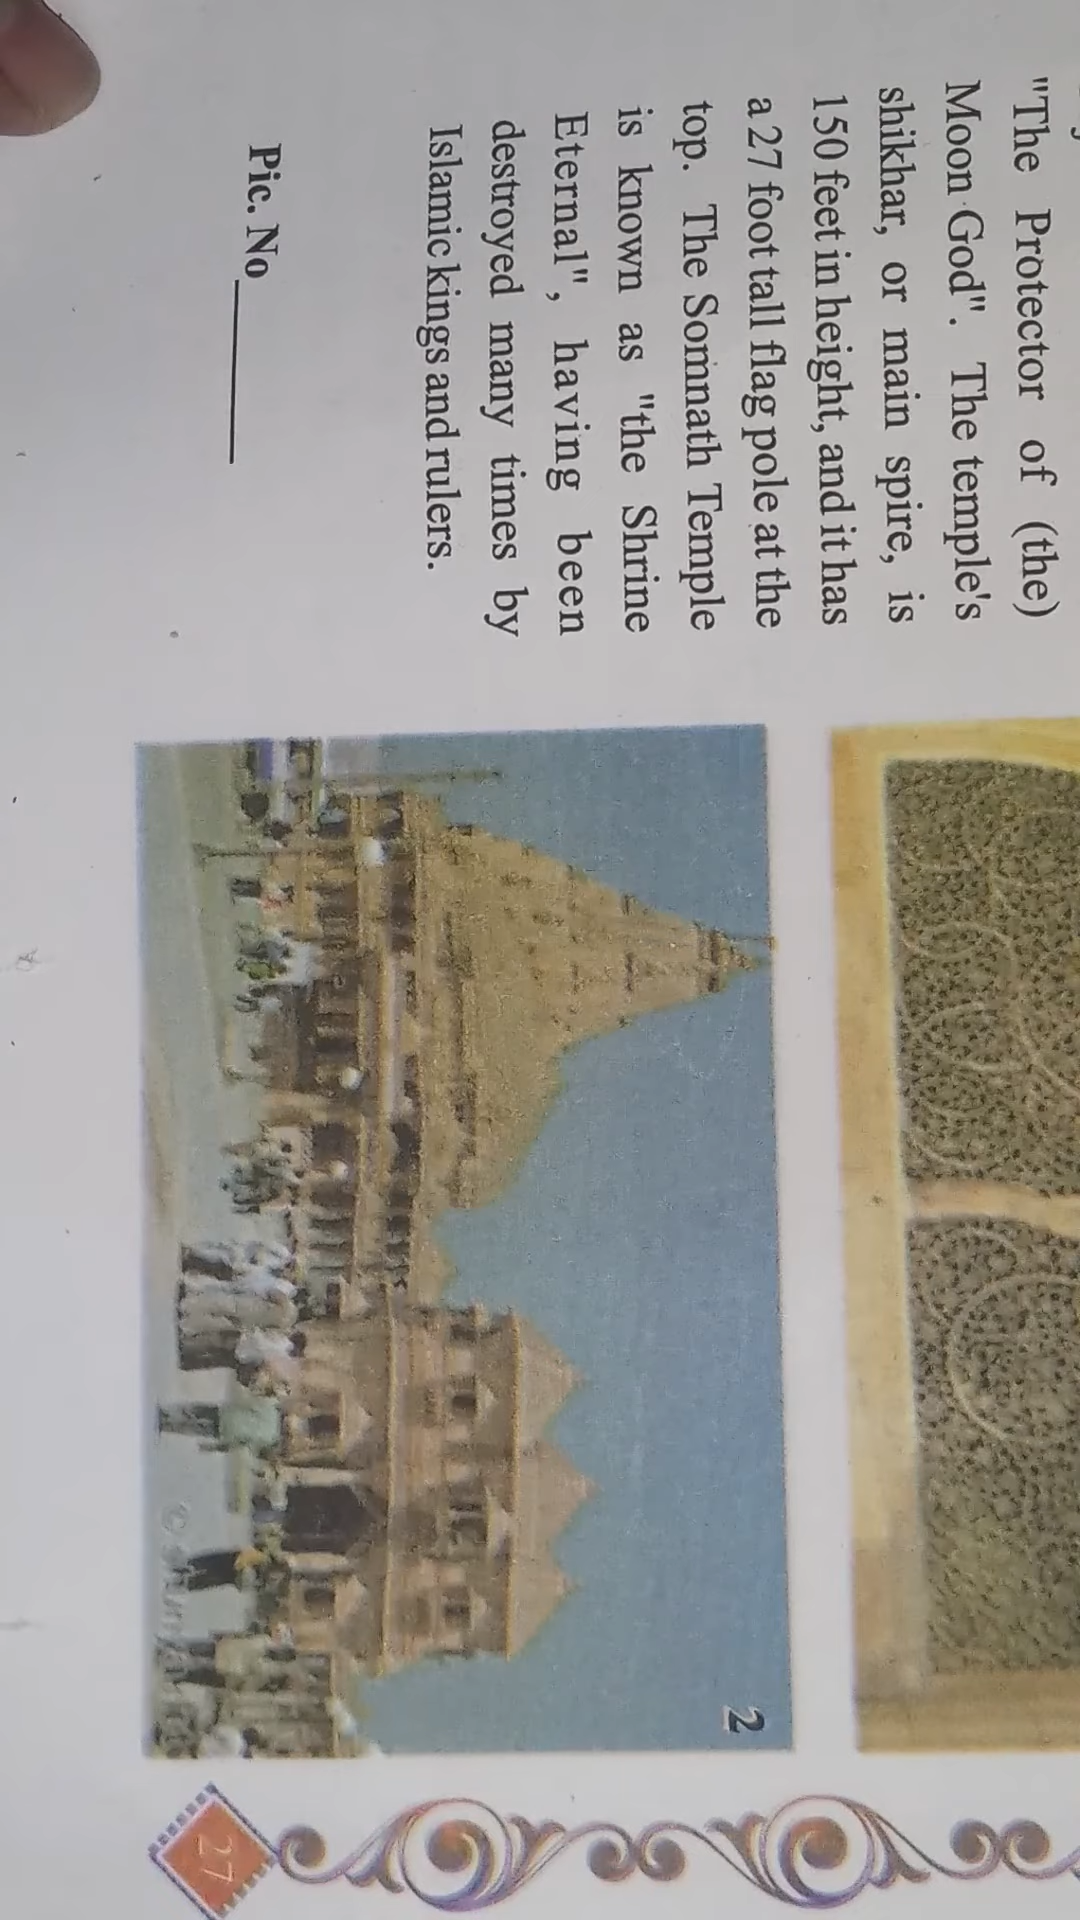 "The Protector of (the)
Moon God". The temple's
shikhar, or main spire, is
150 feet in height, and it has
a 27 foot tall flag pole at the
top. The Somnath Temple
is known as "the Shrine
Eternal", having been
destroyed many times by
Islamic kings and rulers.
Pic. No______
2
27